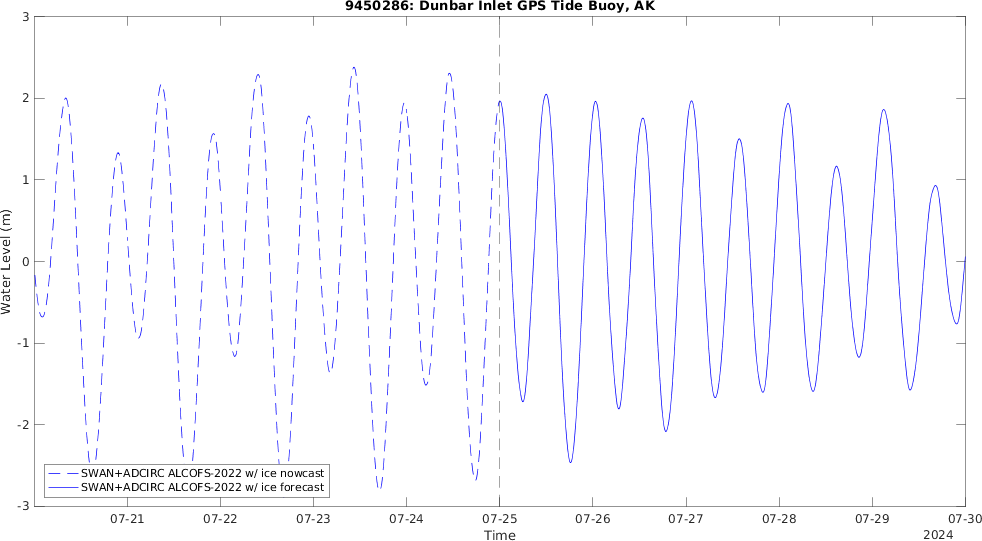 9450286: Dunbar Inlet GPS Tide Buoy, AK
3
2
1
0
-1
-2
-3
Water Level (m)
SWAN+ADCIRC ALCOFS-2022 w/ ice nowcast
SWAN+ADCIRC ALCOFS-2022 w/ ice forecast
07-21 07-22 07-23 07-24 07-25 07-26 07-27 07-28 07-29 07-30
Time
2024